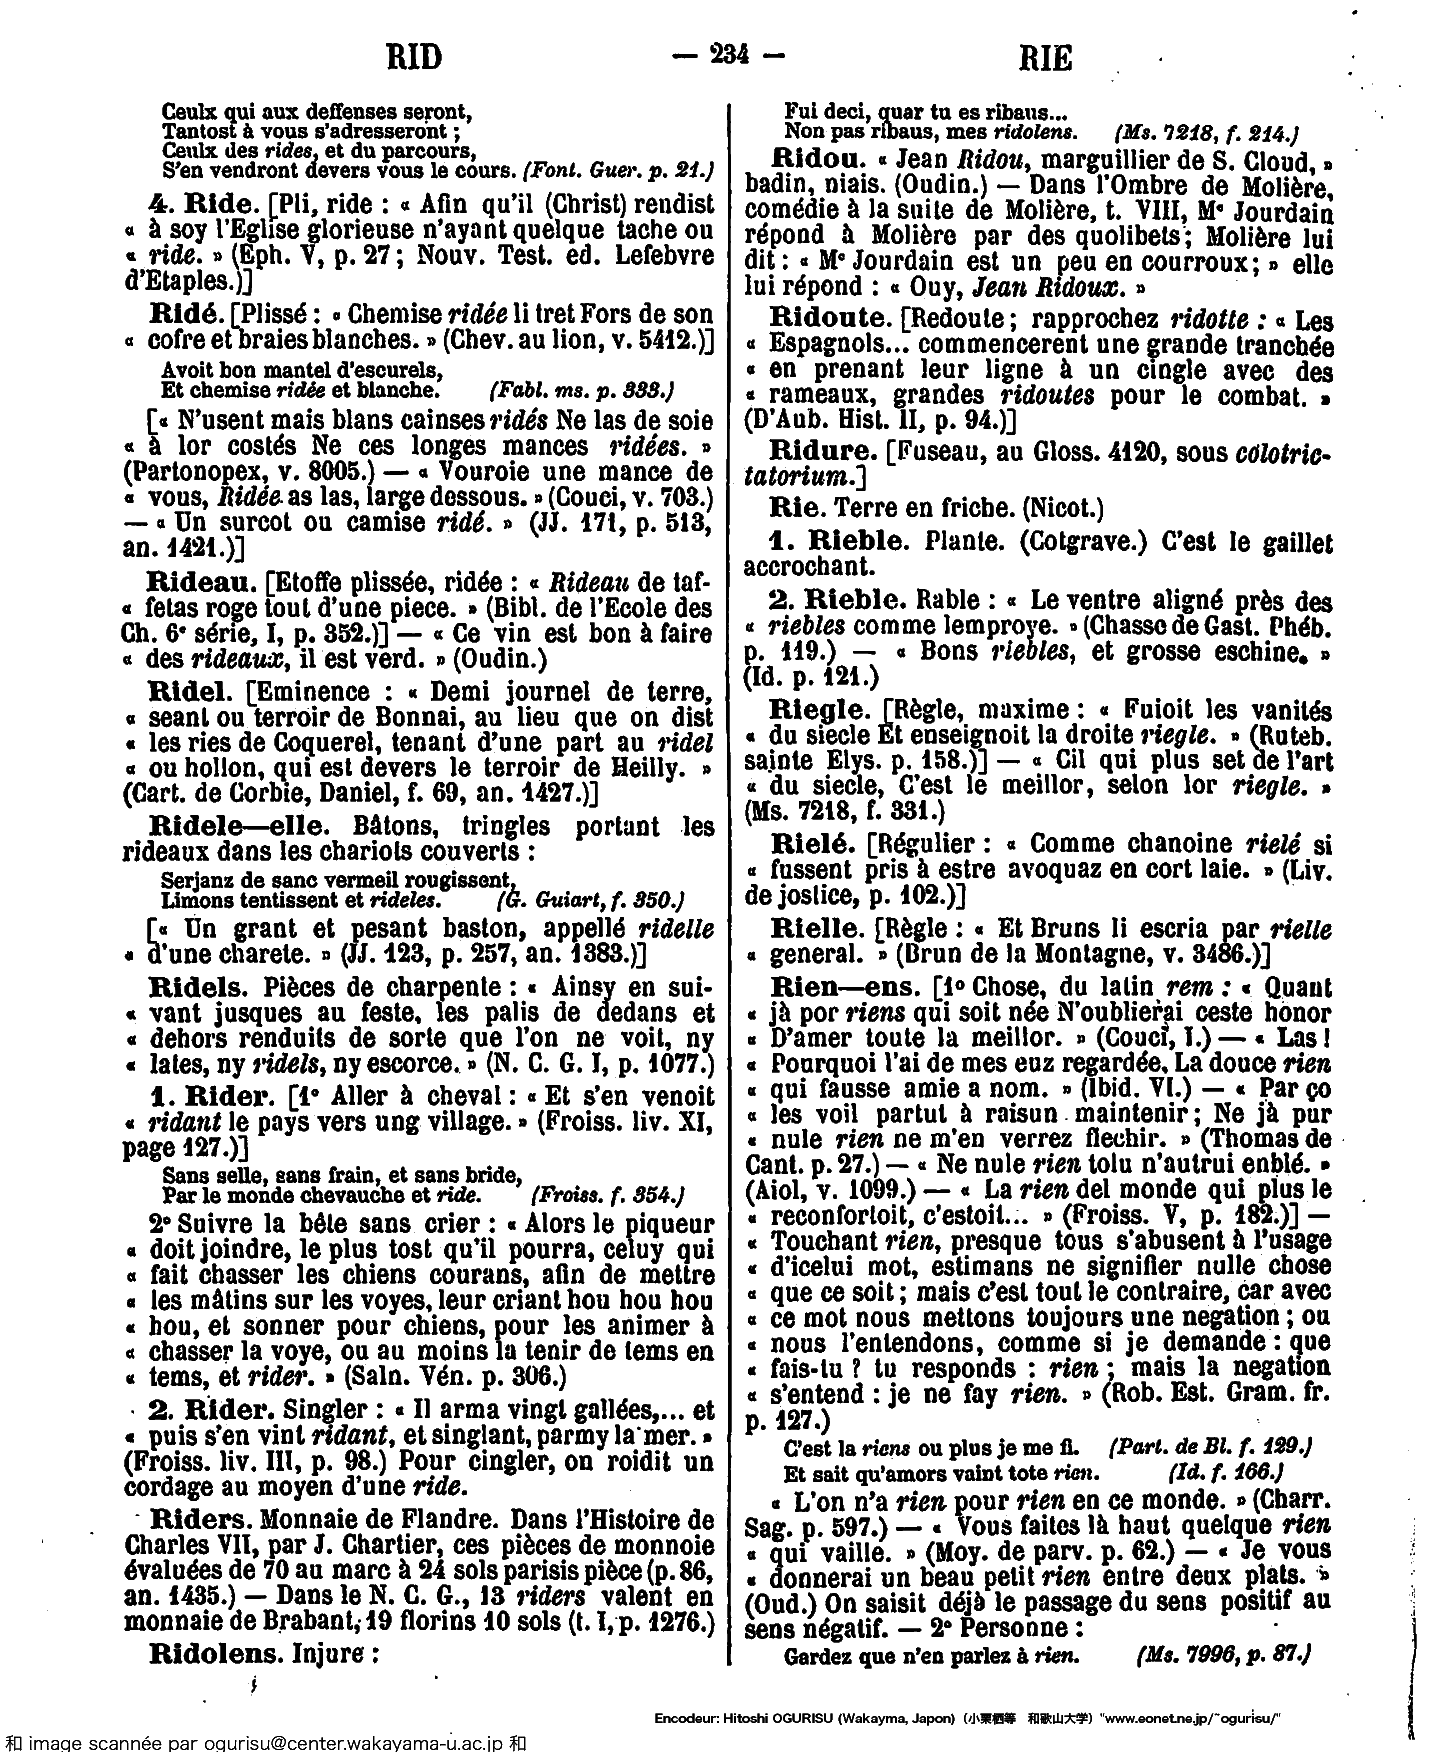 RID — 234 — RIE
Ceulx qui aux deffenses seront,
Tantost à vous s'adresseront ;
Ceulx des rides, et du parcours,
S'en vendront devers vous le cours. (Font. Guer. p. 21.)
4. Ride. [Pli, ride : « Afin qu'il (Christ) rendist
« à soy l'Eglise glorieuse n'ayant quelque tache ou
« ride. » (Eph. V, p. 27 ; Nouv. Test. ed. Lefebvre
d'Etaples.)]
Ridé. [Plissé : « Chemise ridée li tret Fors de son
« cofre et braies blanches. » (Chev. au lion, v. 5412.)]
Avoit bon mantel d'escurels,
Et chemise ridée et blanche. (Fabl. ms. p. 333.)
[« N'usent mais blans cainses ridés Ne las de soie
« à lor costés Ne ces longes mances ridées. »
(Partonopex, v. 8005.) — « Vouroie une mance de
« vous, Ridée as las, large dessous. » (Couci, v. 703.)
— « Un surcot ou camise ridé. » (JJ. 171, p. 513,
an. 1421.)]
Rideau. [Etoffe plissée, ridée : « Rideau de taf-
« fetas roge tout d'une piece. » (Bibl. de l'Ecole des
Ch. 6e série, I, p. 352.)] — « Ce vin est bon à faire
« des rideaux, il est verd. » (Oudin.)
Ridel. [Eminence : « Demi journel de terre,
« seant ou terroir de Bonnai, au lieu que on dist
« les ries de Coquerel, tenant d'une part au ridel
« ou hollon, qui est devers le terroir de Heilly. »
(Cart. de Corbie, Daniel, f. 69, an. 1427.)]
Ridele—elle. Bâtons, tringles portant les
rideaux dans les chariots couverts :
Serjanz de sanc vermeil rougissent,
Limons tentissent et rideles. (G. Guiart, f. 350.)
[« Un grant et pesant baston, appellé ridelle
« d'une charete. » (JJ. 123, p. 257, an. 1383.)]
Ridels. Pièces de charpente : « Ainsy en sui-
« vant jusques au feste, les palis de dedans et
« dehors renduits de sorte que l'on ne voit, ny
« lates, ny ridels, ny escorce. » (N. C. G. I, p. 1077.)
1. Rider. [1° Aller à cheval : « Et s'en venoit
« ridant le pays vers ung village. » (Froiss. liv. XI,
page 127.)]
Sans selle, sans frain, et sans bride,
Par le monde chevauche et ride. (Froiss. f. 354.)
2° Suivre la bête sans crier : « Alors le piqueur
« doit joindre, le plus tost qu'il pourra, celuy qui
« fait chasser les chiens courans, afin de mettre
« les mâtins sur les voyes, leur criant hou hou hou
« hou, et sonner pour chiens, pour les animer à
« chasser la voye, ou au moins la tenir de tems en
« tems, et rider. » (Saln. Vén. p. 306.)
2. Rider. Singler : « Il arma vingt gallées,... et
« puis s'en vint ridant, et singlant, parmy la mer. »
(Froiss. liv. III, p. 98.) Pour cingler, on roidit un
cordage au moyen d'une ride.
Riders. Monnaie de Flandre. Dans l'Histoire de
Charles VII, par J. Chartier, ces pièces de monnoie
évaluées de 70 au marc à 24 sols parisis pièce (p. 86,
an. 1435.) — Dans le N. C. G., 13 riders valent en
monnaie de Brabant, 19 florins 10 sols (t. I, p. 1276.)
Ridolens. Injure :
Fui deci, quar tu es ribaus...
Non pas ribaus, mes ridolens. (Ms. 7218, f. 214.)
Ridou. « Jean Ridou, marguillier de S. Cloud, »
badin, niais. (Oudin.) — Dans l'Ombre de Molière,
comédie à la suite de Molière, t. VIII, Me Jourdain
répond à Molière par des quolibets ; Molière lui
dit : « Me Jourdain est un peu en courroux ; » elle
lui répond : « Ouy, Jean Ridoux. »
Ridoute. [Redoute ; rapprochez ridotte : « Les
« Espagnols... commencerent une grande tranchée
« en prenant leur ligne à un cingle avec des
« rameaux, grandes ridoutes pour le combat. »
(D'Aub. Hist. II, p. 94.)]
Ridure. [Fuseau, au Gloss. 4120, sous colotric-
tatorium.]
Rie. Terre en friche. (Nicot.)
1. Rieble. Plante. (Cotgrave.) C'est le gaillet
accrochant.
2. Rieble. Rable : « Le ventre aligné près des
« riebles comme lemproye. » (Chasse de Gast. Phéb.
p. 119.) — « Bons riebles, et grosse eschine. »
(Id. p. 121.)
Riegle. [Règle, maxime : « Fuioit les vanités
« du siecle Et enseignoit la droite riegle. » (Ruteb.
sainte Elys. p. 158.)] — « Cil qui plus set de l'art
« du siecle, C'est le meillor, selon lor riegle. »
(Ms. 7218, f. 331.)
Rielé. [Régulier : « Comme chanoine rielé si
« fussent pris à estre avoquaz en cort laie. » (Liv.
de jostice, p. 102.)]
Rielle. [Règle : « Et Bruns li escria par rielle
« general. » (Brun de la Montagne, v. 3486.)]
Rien—ens. [1° Chose, du latin rem : « Quant
« jà por riens qui soit née N'oublierai ceste honor
« D'amer toute la meillor. » (Couci, I.) — « Las !
« Pourquoi l'ai de mes euz regardée, La douce rien
« qui fausse amie a nom. » (Ibid. VI.) — « Par ço
« les voil partut à raisun maintenir ; Ne jà pur
« nule rien ne m'en verrez flechir. » (Thomas de
Cant. p. 27.) — « Ne nule rien tolu n'autrui enblé. »
(Aiol, v. 1099.) — « La rien del monde qui plus le
« reconfortoit, c'estoit... » (Froiss. V, p. 182.)] —
« Touchant rien, presque tous s'abusent à l'usage
« d'icelui mot, estimans ne signifier nulle chose
« que ce soit ; mais c'est tout le contraire, car avec
« ce mot nous mettons toujours une negation ; ou
« nous l'entendons, comme si je demande : que
« fais-tu ? tu responds : rien ; mais la negation
« s'entend : je ne fay rien. » (Rob. Est. Gram. fr.
p. 127.)
C'est la riens ou plus je me fi. (Part. de Bl. f. 129.)
Et sait qu'amors vaint tote rien. (Id. f. 166.)
« L'on n'a rien pour rien en ce monde. » (Charr.
Sag. p. 597.) — « Vous faites là haut quelque rien
« qui vaille. » (Moy. de parv. p. 62.) — « Je vous
« donnerai un beau petit rien entre deux plats. »
(Oud.) On saisit déjà le passage du sens positif au
sens négatif. — 2° Personne :
Gardez que n'en parlez à rien. (Ms. 7996, p. 87.)
Encodeur: Hitoshi OGURISU (Wakayma, Japon) (小栗栖等 和歌山大学) "www.eonet.ne.jp/~ogurisu/"
和 image scannée par ogurisu@center.wakayama-u.ac.jp 和